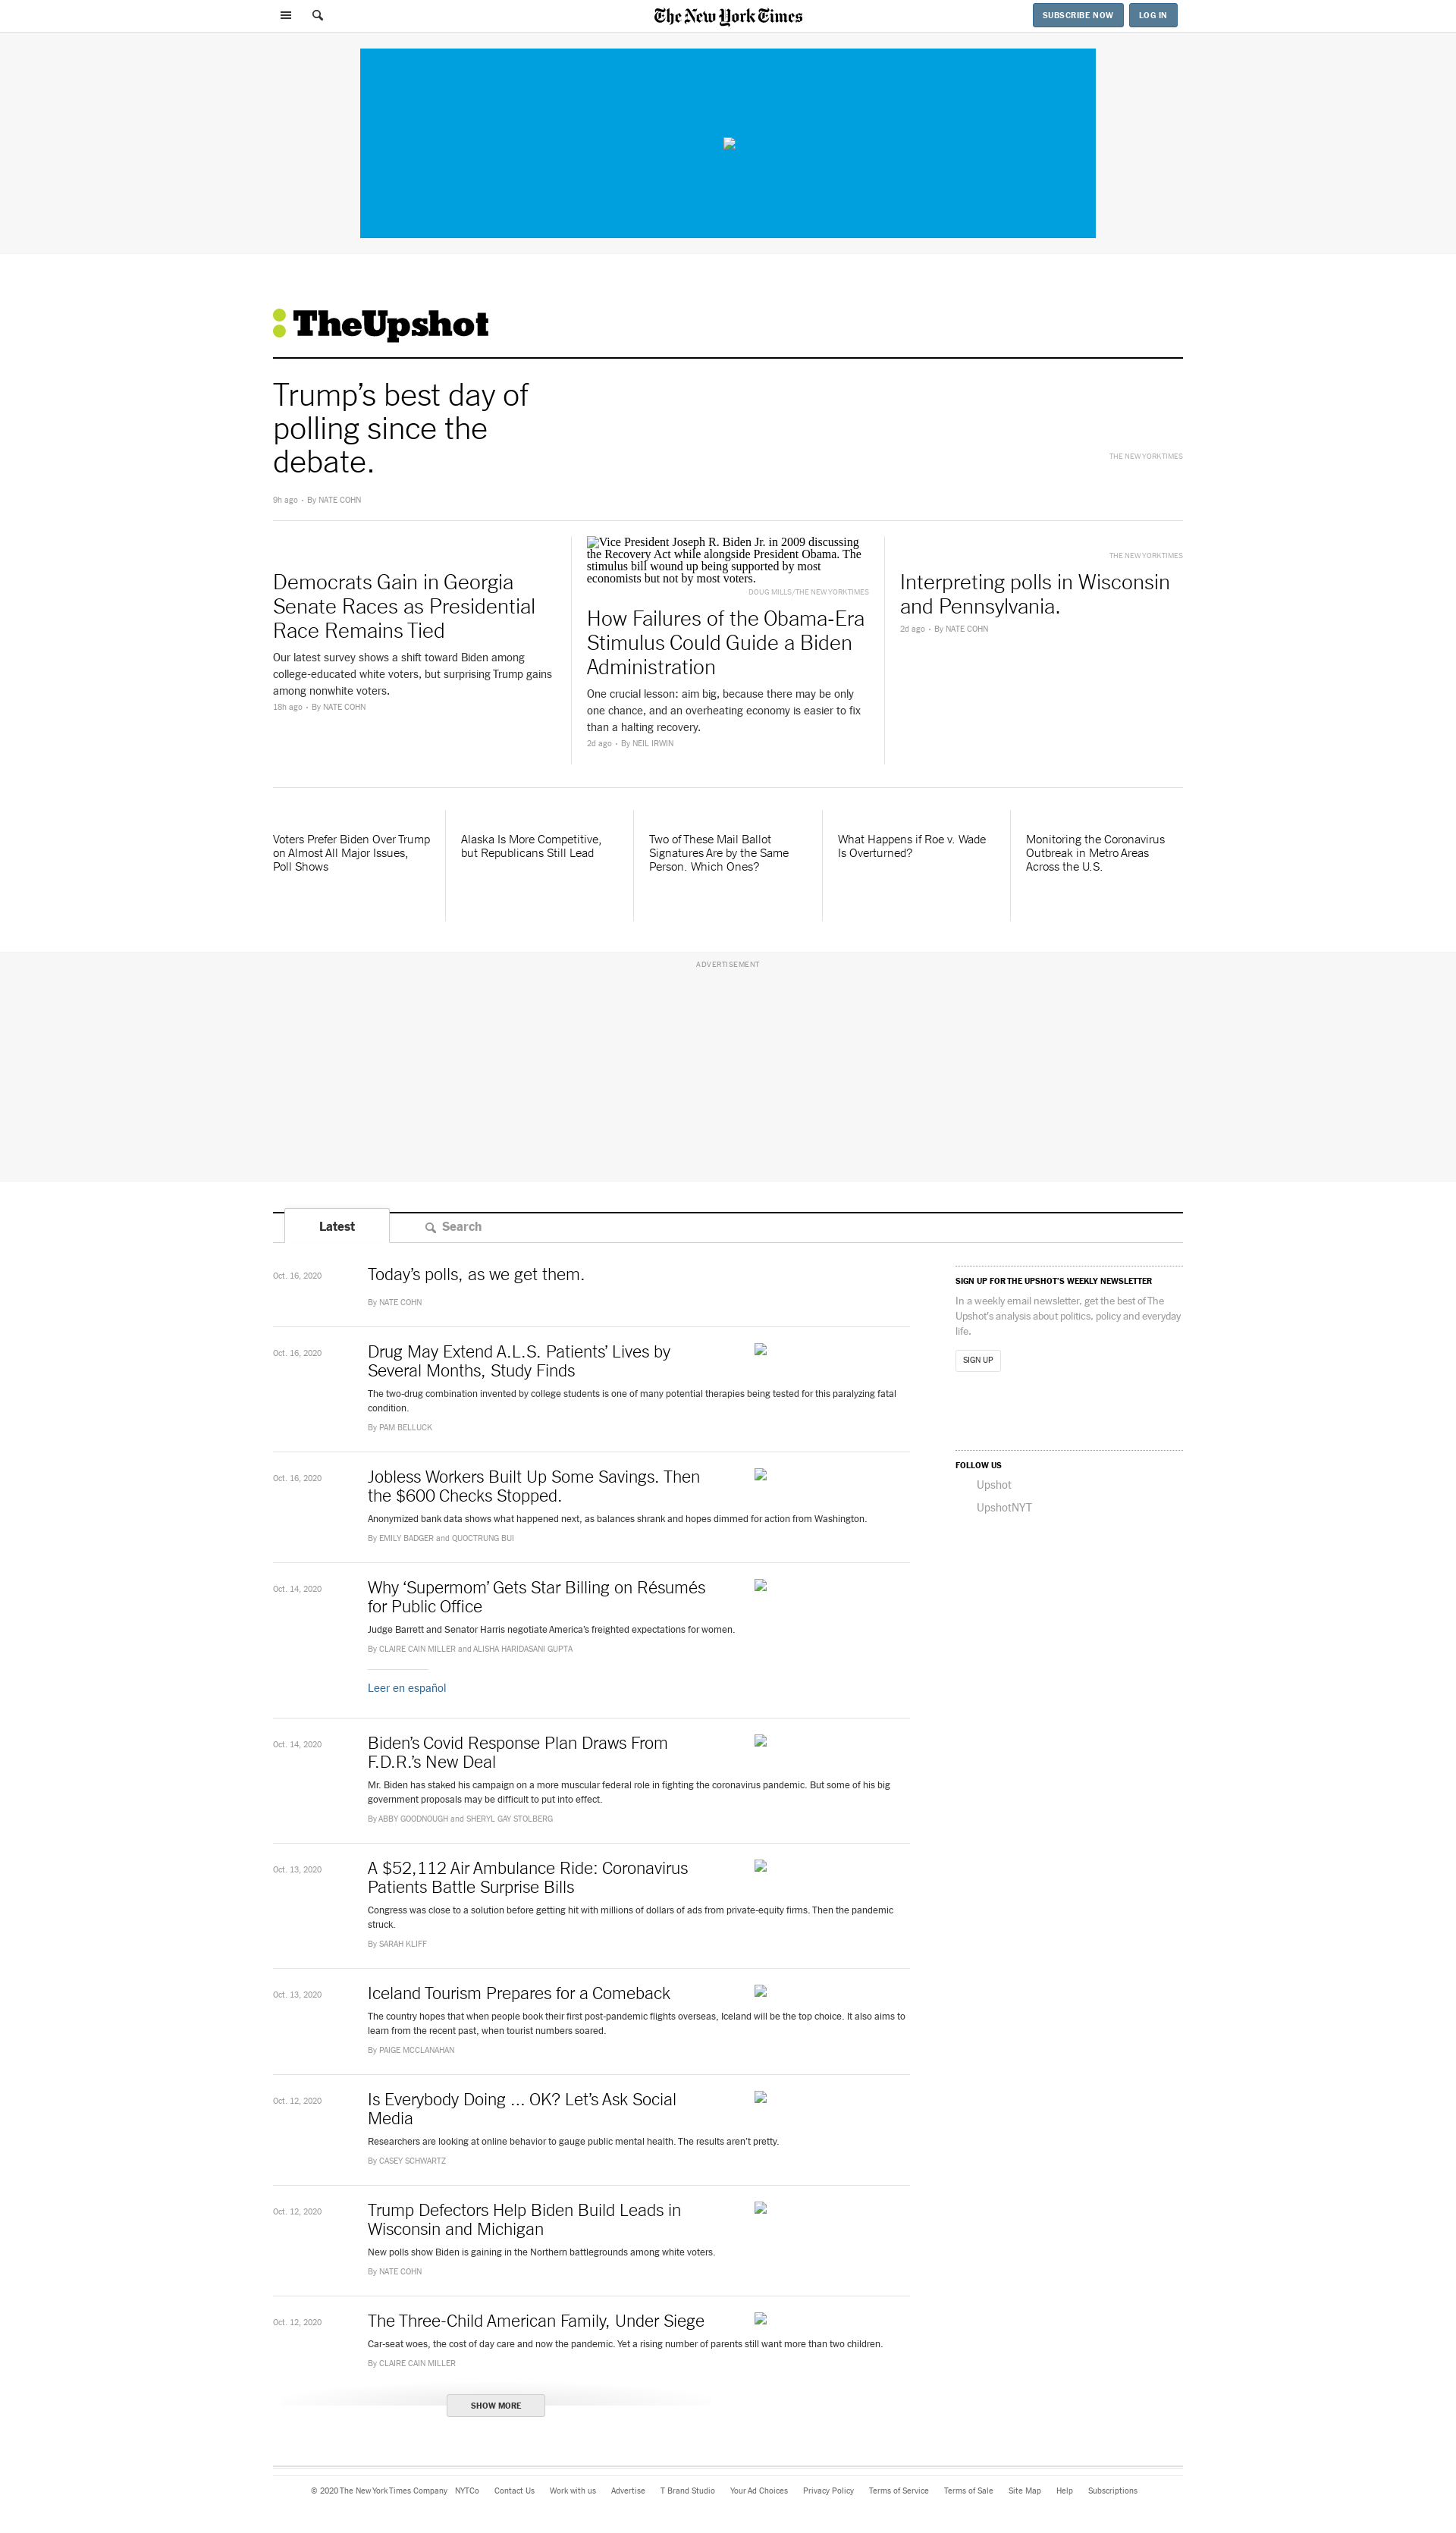 The New York Times
SUBSCRIBE NOW
LOG IN
TheUpshot
Trump's best day of
polling since the
debate.
THE NEW YORK TIMES
9h ago • By NATE COHN
Democrats Gain in Georgia
Senate Races as Presidential
Race Remains Tied
Our latest survey shows a shift toward Biden among
college-educated white voters, but surprising Trump gains
among nonwhite voters.
18h ago • By NATE COHN
Vice President Joseph R. Biden Jr. in 2009 discussing
the Recovery Act while alongside President Obama. The
stimulus bill wound up being supported by most
economists but not by most voters.
DOUG MILLS/THE NEW YORK TIMES
How Failures of the Obama-Era
Stimulus Could Guide a Biden
Administration
One crucial lesson: aim big, because there may be only
one chance, and an overheating economy is easier to fix
than a halting recovery.
2d ago • By NEIL IRWIN
THE NEW YORK TIMES
Interpreting polls in Wisconsin
and Pennsylvania.
2d ago • By NATE COHN
Voters Prefer Biden Over Trump
on Almost All Major Issues,
Poll Shows
Alaska Is More Competitive,
but Republicans Still Lead
Two of These Mail Ballot
Signatures Are by the Same
Person. Which Ones?
What Happens if Roe v. Wade
Is Overturned?
Monitoring the Coronavirus
Outbreak in Metro Areas
Across the U.S.
ADVERTISEMENT
Latest
Search
Oct. 16, 2020
Today's polls, as we get them.
By NATE COHN
Oct. 16, 2020
Drug May Extend A.L.S. Patients' Lives by
Several Months, Study Finds
The two-drug combination invented by college students is one of many potential therapies being tested for this paralyzing fatal
condition.
By PAM BELLUCK
Oct. 16, 2020
Jobless Workers Built Up Some Savings. Then
the $600 Checks Stopped.
Anonymized bank data shows what happened next, as balances shrank and hopes dimmed for action from Washington.
By EMILY BADGER and QUOCTRUNG BUI
Oct. 14, 2020
Why ‘Supermom’ Gets Star Billing on Résumés
for Public Office
Judge Barrett and Senator Harris negotiate America's freighted expectations for women.
By CLAIRE CAIN MILLER and ALISHA HARIDASANI GUPTA
Leer en español
Oct. 14, 2020
Biden's Covid Response Plan Draws From
F.D.R.'s New Deal
Mr. Biden has staked his campaign on a more muscular federal role in fighting the coronavirus pandemic. But some of his big
government proposals may be difficult to put into effect.
By ABBY GOODNOUGH and SHERYL GAY STOLBERG
Oct. 13, 2020
A $52,112 Air Ambulance Ride: Coronavirus
Patients Battle Surprise Bills
Congress was close to a solution before getting hit with millions of dollars of ads from private-equity firms. Then the pandemic
struck.
By SARAH KLIFF
Oct. 13, 2020
Iceland Tourism Prepares for a Comeback
The country hopes that when people book their first post-pandemic flights overseas, Iceland will be the top choice. It also aims to
learn from the recent past, when tourist numbers soared.
By PAIGE MCCLANAHAN
Oct. 12, 2020
Is Everybody Doing ... OK? Let's Ask Social
Media
Researchers are looking at online behavior to gauge public mental health. The results aren't pretty.
By CASEY SCHWARTZ
Oct. 12, 2020
Trump Defectors Help Biden Build Leads in
Wisconsin and Michigan
New polls show Biden is gaining in the Northern battlegrounds among white voters.
By NATE COHN
Oct. 12, 2020
The Three-Child American Family, Under Siege
Car-seat woes, the cost of day care and now the pandemic. Yet a rising number of parents still want more than two children.
By CLAIRE CAIN MILLER
SHOW MORE
SIGN UP FOR THE UPSHOT'S WEEKLY NEWSLETTER
In a weekly email newsletter, get the best of The
Upshot's analysis about politics, policy and everyday
life.
SIGN UP
FOLLOW US
Upshot
UpshotNYT
© 2020 The New York Times Company NYTCo Contact Us Work with us Advertise T Brand Studio Your Ad Choices Privacy Policy Terms of Service Terms of Sale Site Map Help Subscriptions